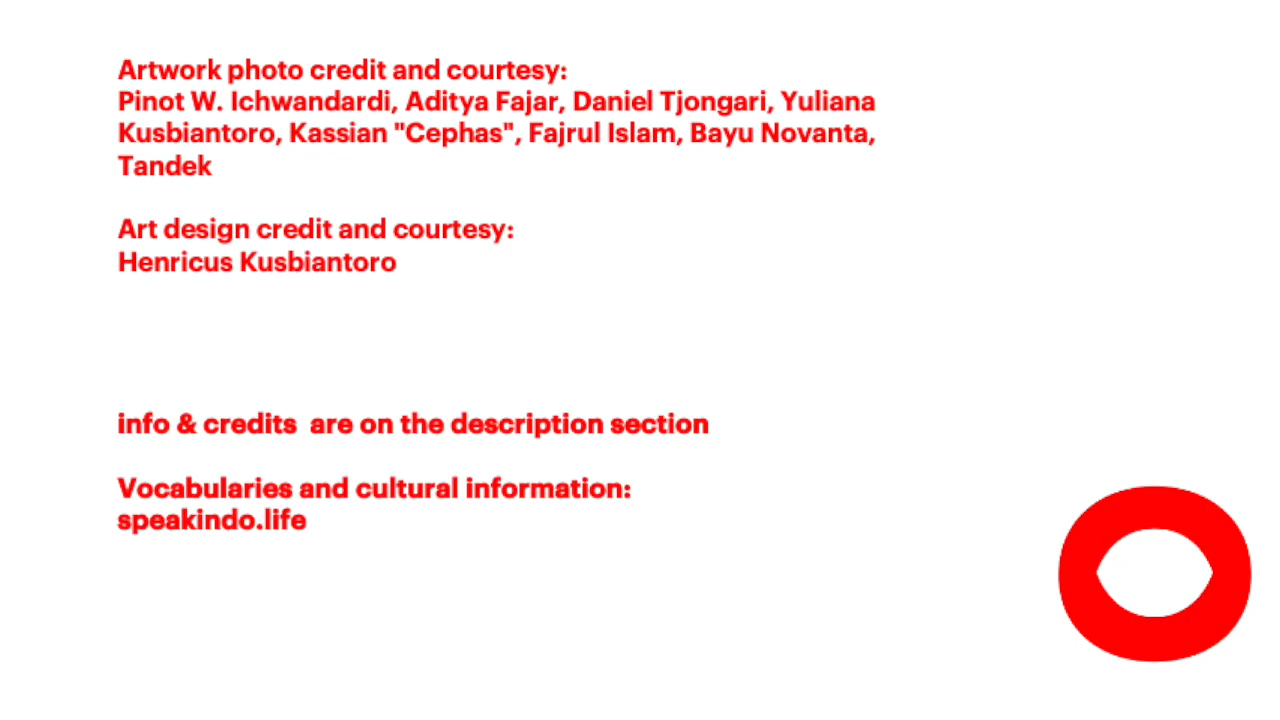 Artwork photo credit and courtesy:
Pinot W. Ichwandardi, Aditya Fajar, Daniel Tjongari, Yuliana
Kusbiantoro, Kassian "Cephas", Fajrul Islam, Bayu Novanta,
Tandek
Art design credit and courtesy:
Henricus Kusbiantoro
info & credits  are on the description section
Vocabularies and cultural information:
speakindo.life